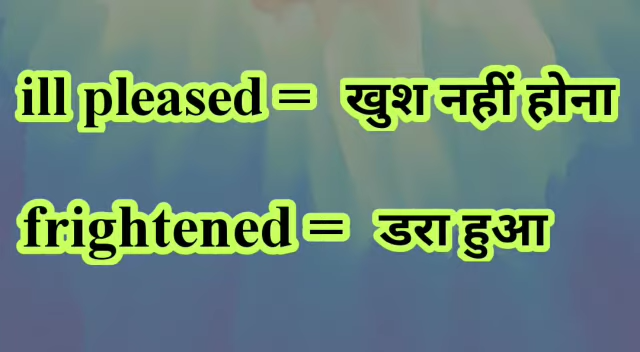 ill pleased = खुश नहीं होना
frightened = डरा हुआ